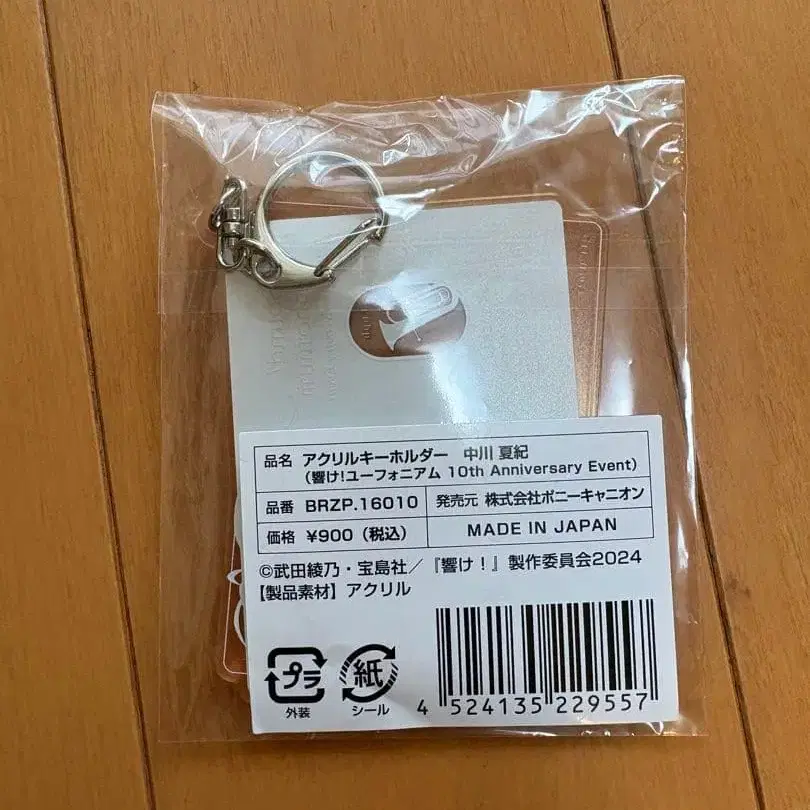 品名 アクリルキーホルダー 中川 夏紀
(響け!ユーフォニアム 10th Anniversary Event)
品番 BRZP.16010 発売元 株式会社ポニーキャニオン
価格 ¥900（税込） MADE IN JAPAN
©武田綾乃・宝島社／『響け！』製作委員会2024
【製品素材】アクリル
プラ 紙
外装 シール
4 524135 229557